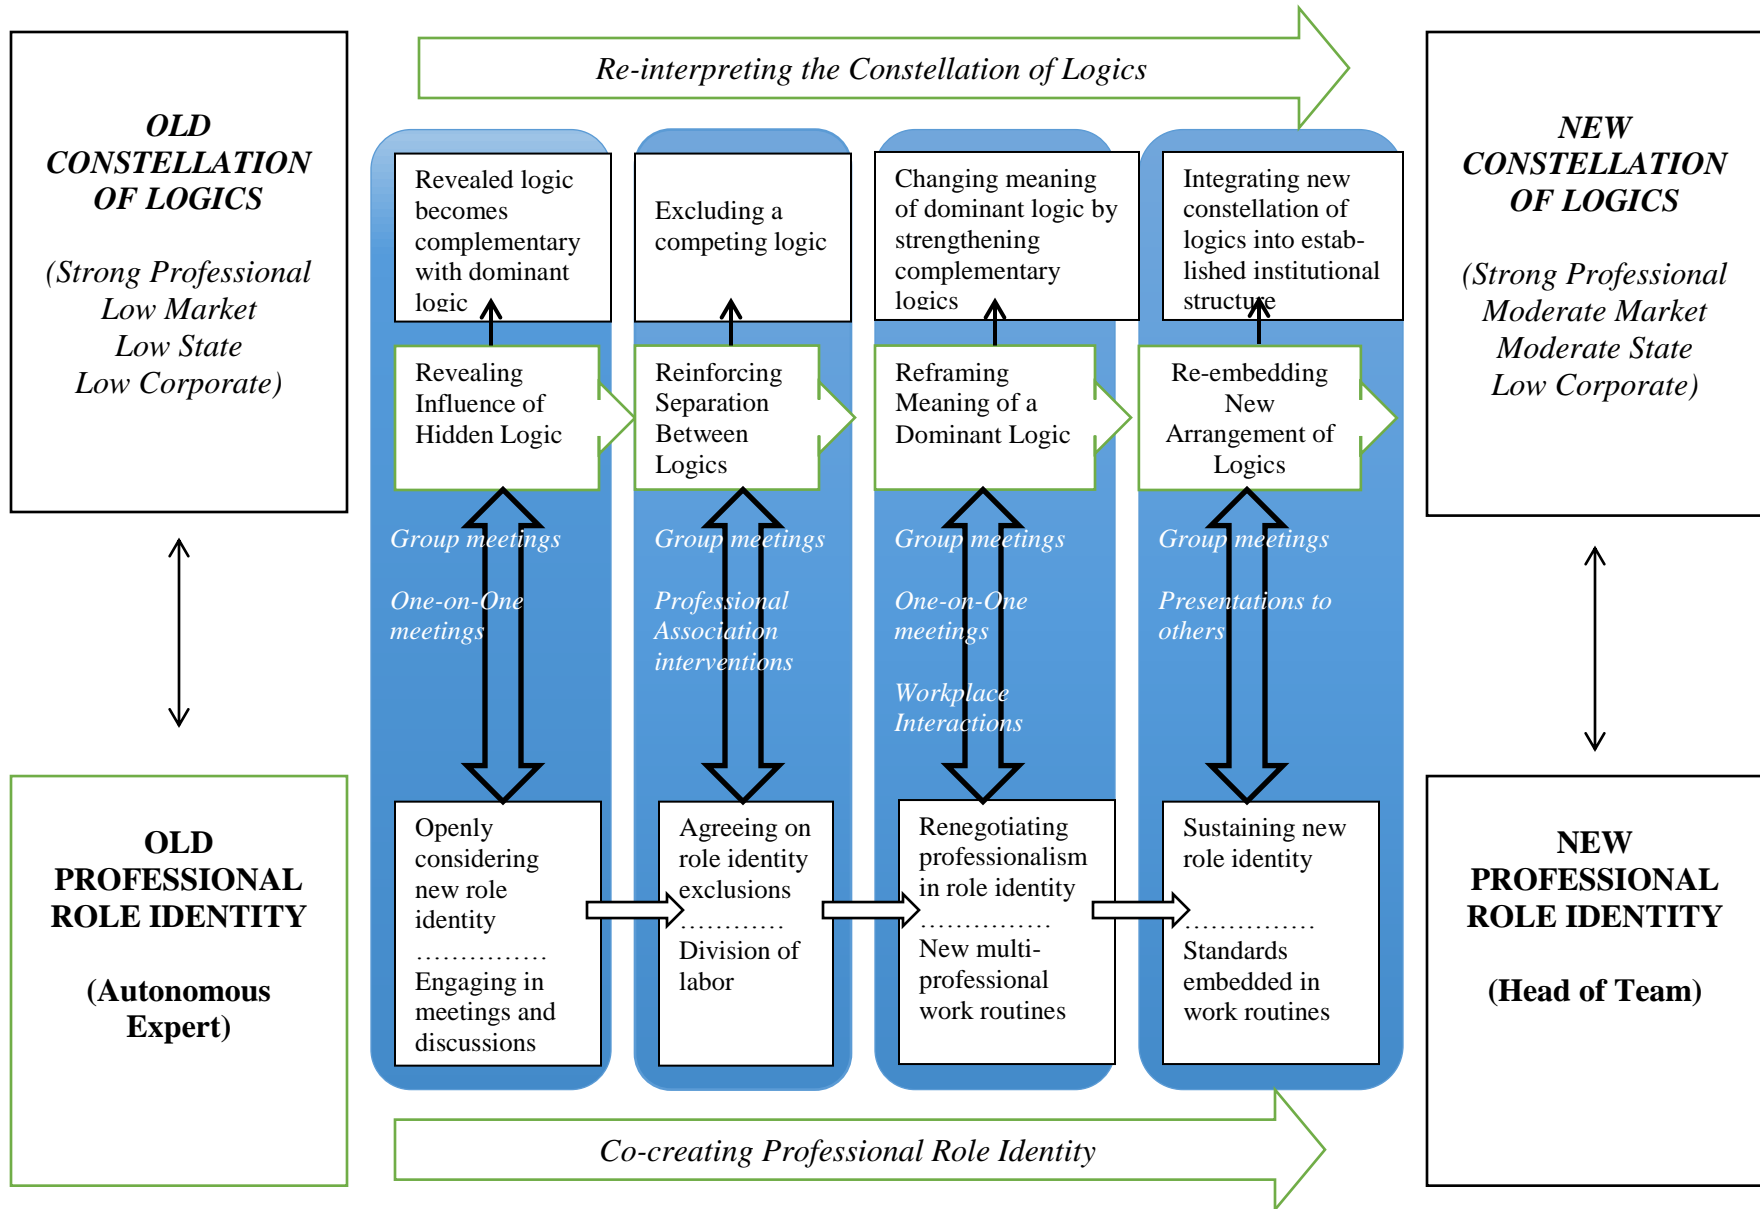 Re-interpreting the Constellation of Logics
OLD
CONSTELLATION
OF LOGICS
(Strong Professional
Low Market
Low State
Low Corporate)
Revealed logic
becomes
complementary
with dominant
logic
Excluding a
competing logic
Changing meaning
of dominant logic by
strengthening
complementary
logics
Integrating new
constellation of
logics into estab-
lished institutional
structure
NEW
CONSTELLATION
OF LOGICS
(Strong Professional
Moderate Market
Moderate State
Low Corporate)
Revealing
Influence of
Hidden Logic
Reinforcing
Separation
Between
Logics
Reframing
Meaning of a
Dominant Logic
Re-embedding
New
Arrangement of
Logics
Group meetings
One-on-One
meetings
Group meetings
Professional
Association
interventions
Group meetings
One-on-One
meetings
Workplace
Interactions
Group meetings
Presentations to
others
OLD
PROFESSIONAL
ROLE IDENTITY
(Autonomous
Expert)
Openly
considering
new role
identity
……………
Engaging in
meetings and
discussions
Agreeing on
role identity
exclusions
…………
Division of
labor
Renegotiating
professionalism
in role identity
……………
New multi-
professional
work routines
Sustaining new
role identity
……………
Standards
embedded in
work routines
NEW
PROFESSIONAL
ROLE IDENTITY
(Head of Team)
Co-creating Professional Role Identity